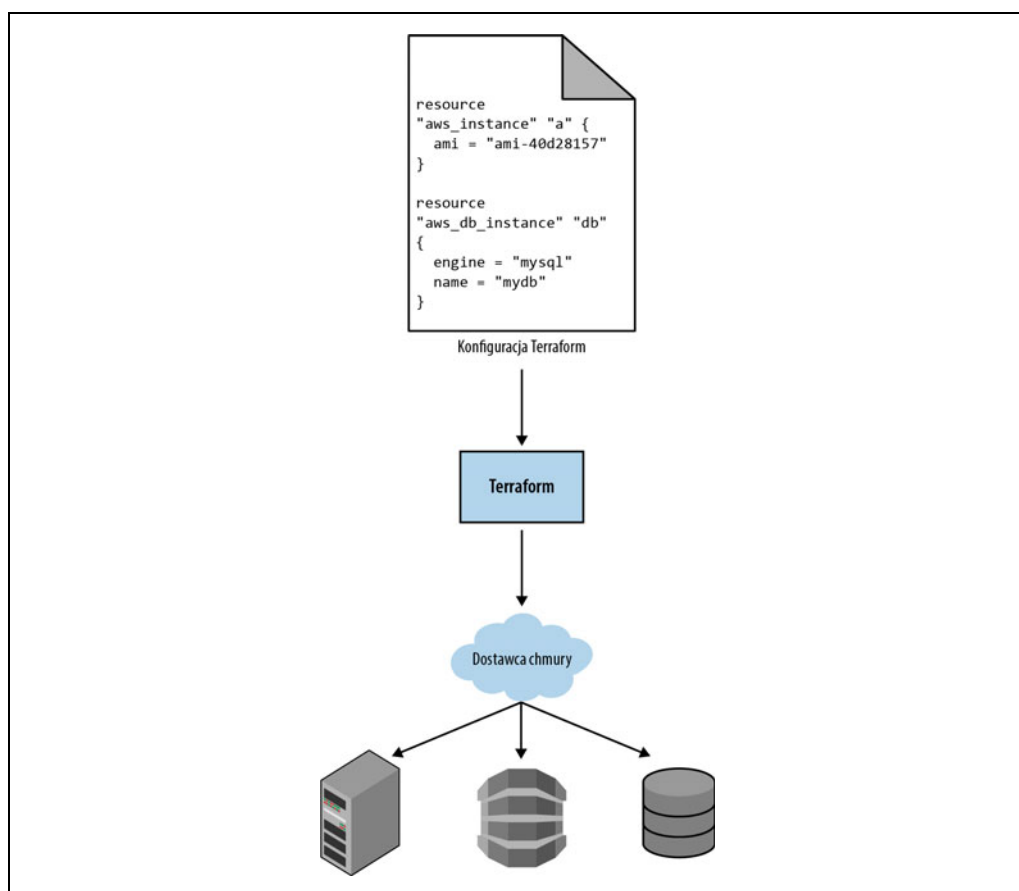 resource
"aws_instance" "a" {
  ami = "ami-40d28157"
}

resource
"aws_db_instance" "db"
{
  engine = "mysql"
  name = "mydb"
}
Konfiguracja Terraform
Terraform
Dostawca chmury